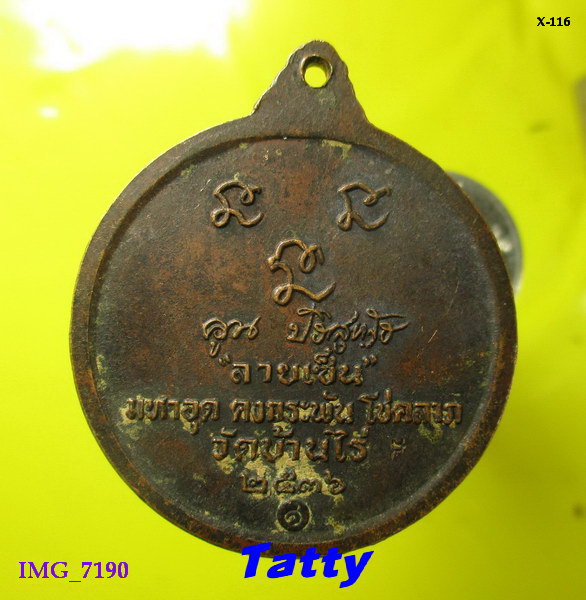 X-116
คูณ ปริสุทโธ
"ลายเซ็น"
มหาอุด คงกระพัน โชคลาภ
วัดบ้านไร่
๒๕๓๖
Tatty
IMG_7190